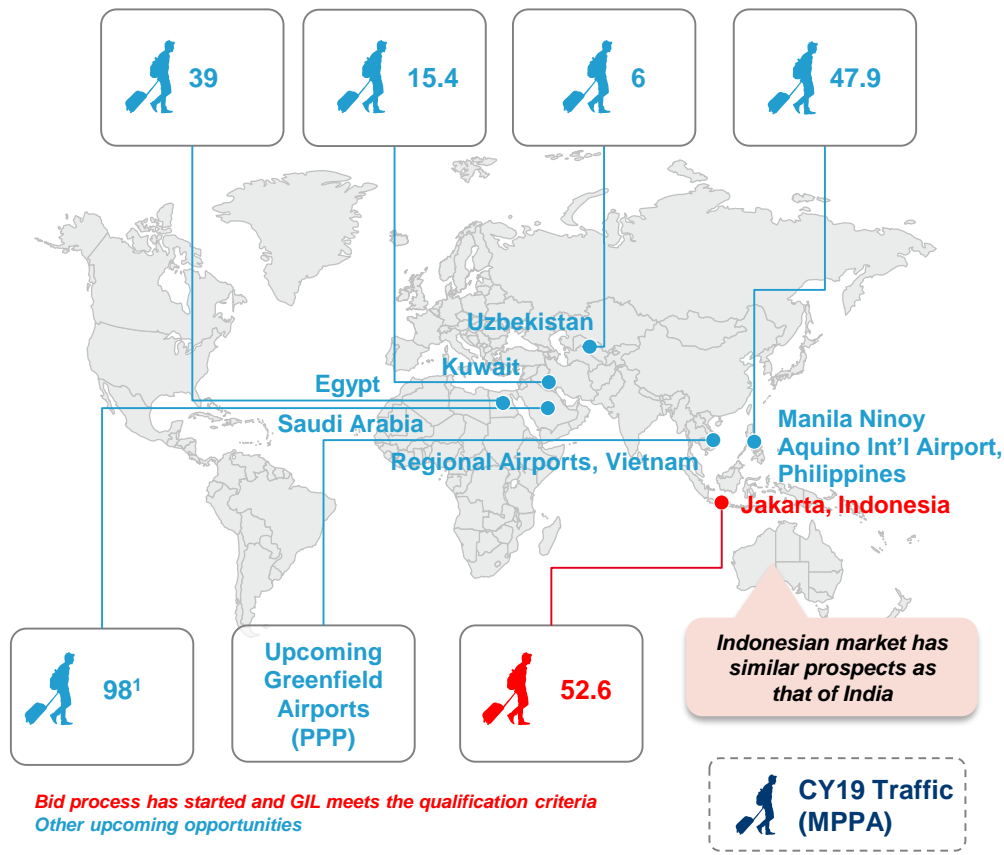 39
15.4
6
47.9
Uzbekistan
Kuwait
Egypt
Saudi Arabia
Regional Airports, Vietnam
Manila Ninoy
Aquino Int'l Airport,
Philippines
Jakarta, Indonesia
98¹
Upcoming
Greenfield
Airports
(PPP)
52.6
Indonesian market has
similar prospects as
that of India
Bid process has started and GIL meets the qualification criteria
Other upcoming opportunities
CY19 Traffic
(MPPA)